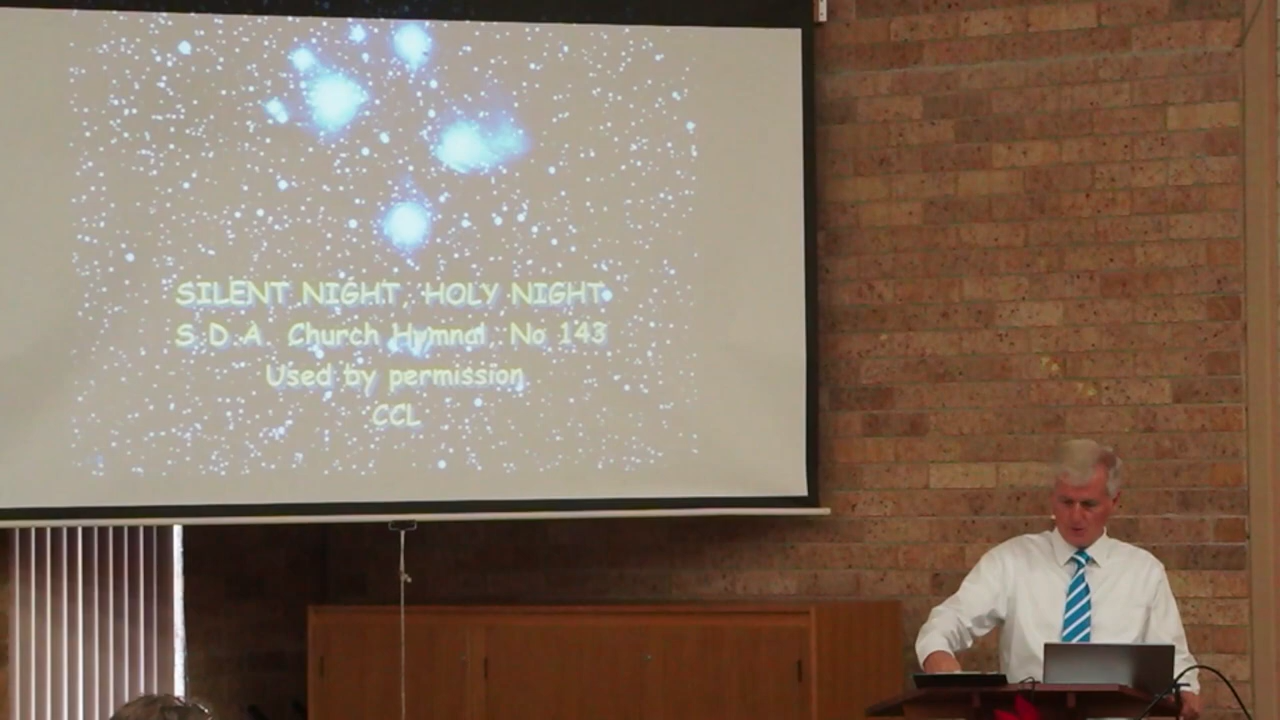 SILENT NIGHT, HOLY NIGHT
S D A Church Hymnal No 143
Used by permission
CCL